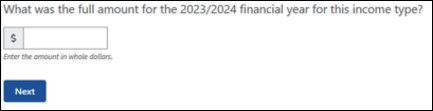 What was the full amount for the 2023/2024 financial year for this income type?
$
Enter the amount in whole dollars.
Next